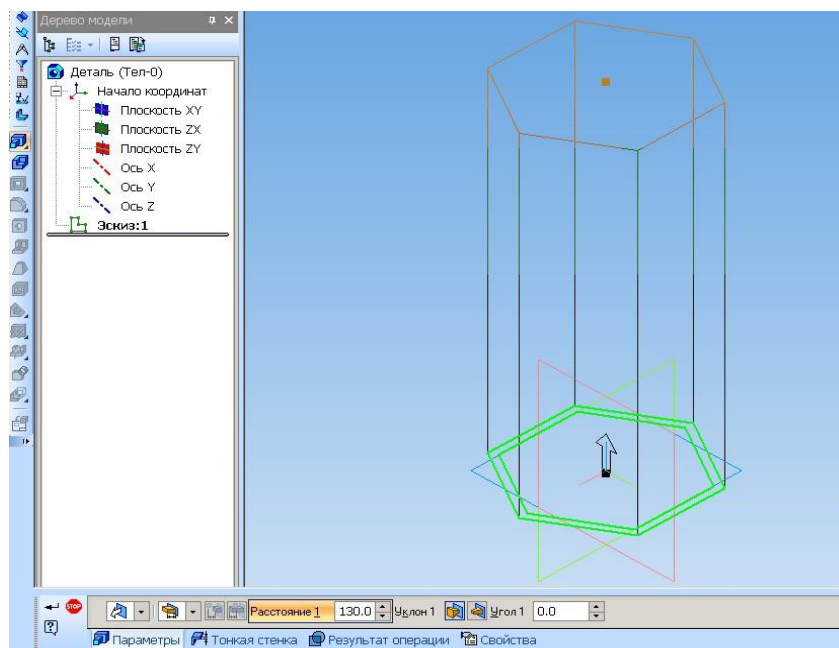 Дерево модели
Деталь (Тел-0)
Начало координат
Плоскость XY
Плоскость ZX
Плоскость ZY
Ось X
Ось Y
Ось Z
Эскиз:1
STOP
Расстояние 1 130.0 Уклон 1 Угол 1 0.0
Параметры Тонкая стенка Результат операции Свойства